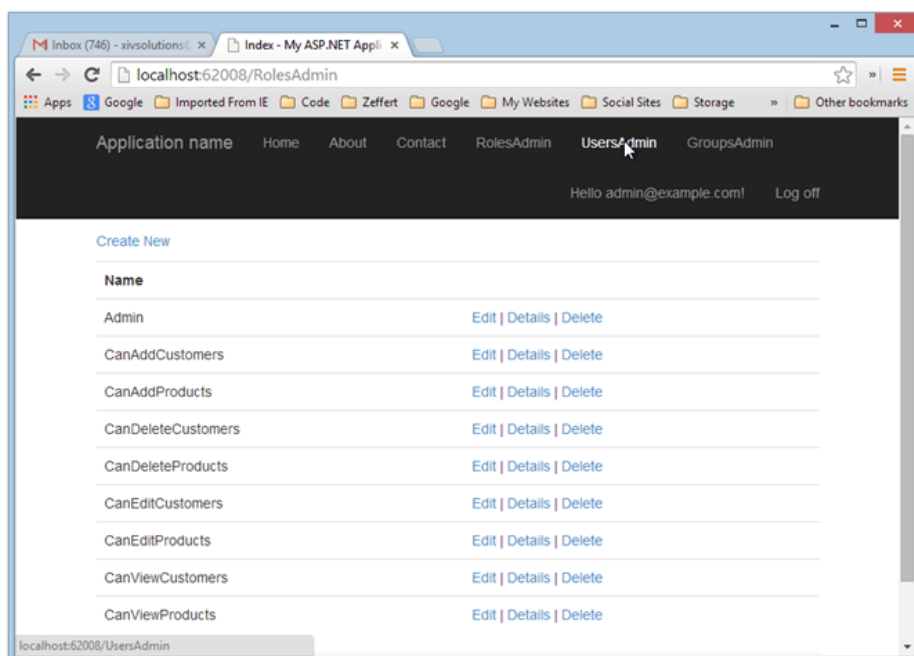 Inbox (746) - xivsolutions
Index - My ASP.NET Appli
localhost:62008/RolesAdmin
Apps Google Imported From IE Code Zeffert Google My Websites Social Sites Storage » Other bookmarks
Application name Home About Contact RolesAdmin UsersAdmin GroupsAdmin
Hello admin@example.com! Log off
Create New
Name
Admin Edit | Details | Delete
CanAddCustomers Edit | Details | Delete
CanAddProducts Edit | Details | Delete
CanDeleteCustomers Edit | Details | Delete
CanDeleteProducts Edit | Details | Delete
CanEditCustomers Edit | Details | Delete
CanEditProducts Edit | Details | Delete
CanViewCustomers Edit | Details | Delete
CanViewProducts Edit | Details | Delete
localhost:62008/UsersAdmin